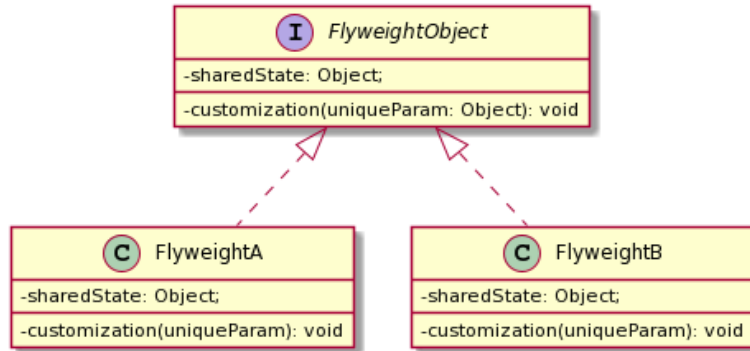 I FlyweightObject
-sharedState: Object;
-customization(uniqueParam: Object): void
C FlyweightA
-sharedState: Object;
-customization(uniqueParam): void
C FlyweightB
-sharedState: Object;
-customization(uniqueParam): void